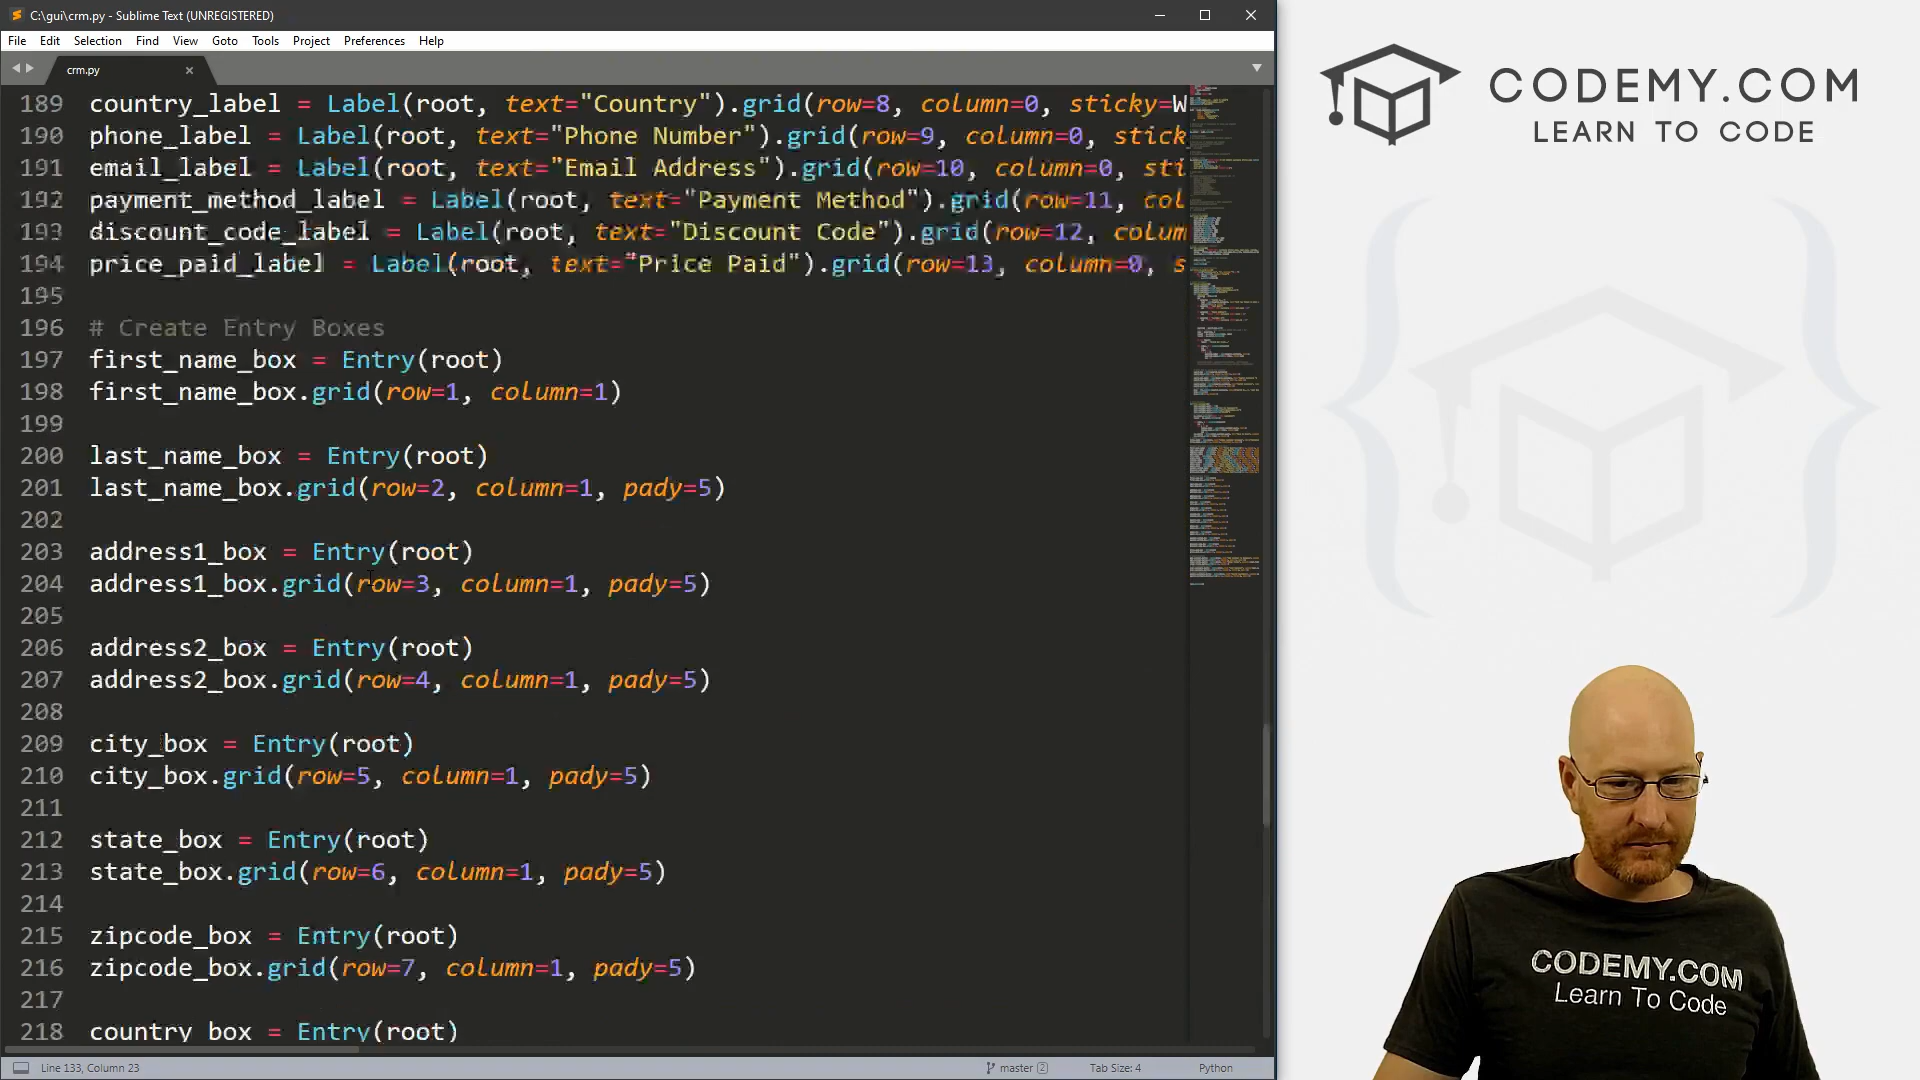 C:\gui\crm.py - Sublime Text (UNREGISTERED)
File Edit Selection Find View Goto Tools Project Preferences Help
crm.py
189 country_label = Label(root, text="Country").grid(row=8, column=0, sticky=W
190 phone_label = Label(root, text="Phone Number").grid(row=9, column=0, stick
191 email_label = Label(root, text="Email Address").grid(row=10, column=0, sti
192 payment_method_label = Label(root, text="Payment Method").grid(row=11, col
193 discount_code_label = Label(root, text="Discount Code").grid(row=12, colum
194 price_paid_label = Label(root, text="Price Paid").grid(row=13, column=0, s
195
196 # Create Entry Boxes
197 first_name_box = Entry(root)
198 first_name_box.grid(row=1, column=1)
199
200 last_name_box = Entry(root)
201 last_name_box.grid(row=2, column=1, pady=5)
202
203 address1_box = Entry(root)
204 address1_box.grid(row=3, column=1, pady=5)
205
206 address2_box = Entry(root)
207 address2_box.grid(row=4, column=1, pady=5)
208
209 city_box = Entry(root)
210 city_box.grid(row=5, column=1, pady=5)
211
212 state_box = Entry(root)
213 state_box.grid(row=6, column=1, pady=5)
214
215 zipcode_box = Entry(root)
216 zipcode_box.grid(row=7, column=1, pady=5)
217
218 country_box = Entry(root)
Line 133, Column 23
master 2
Tab Size: 4
Python
CODEMY.COM
LEARN TO CODE
CODEMY.COM
Learn To Code